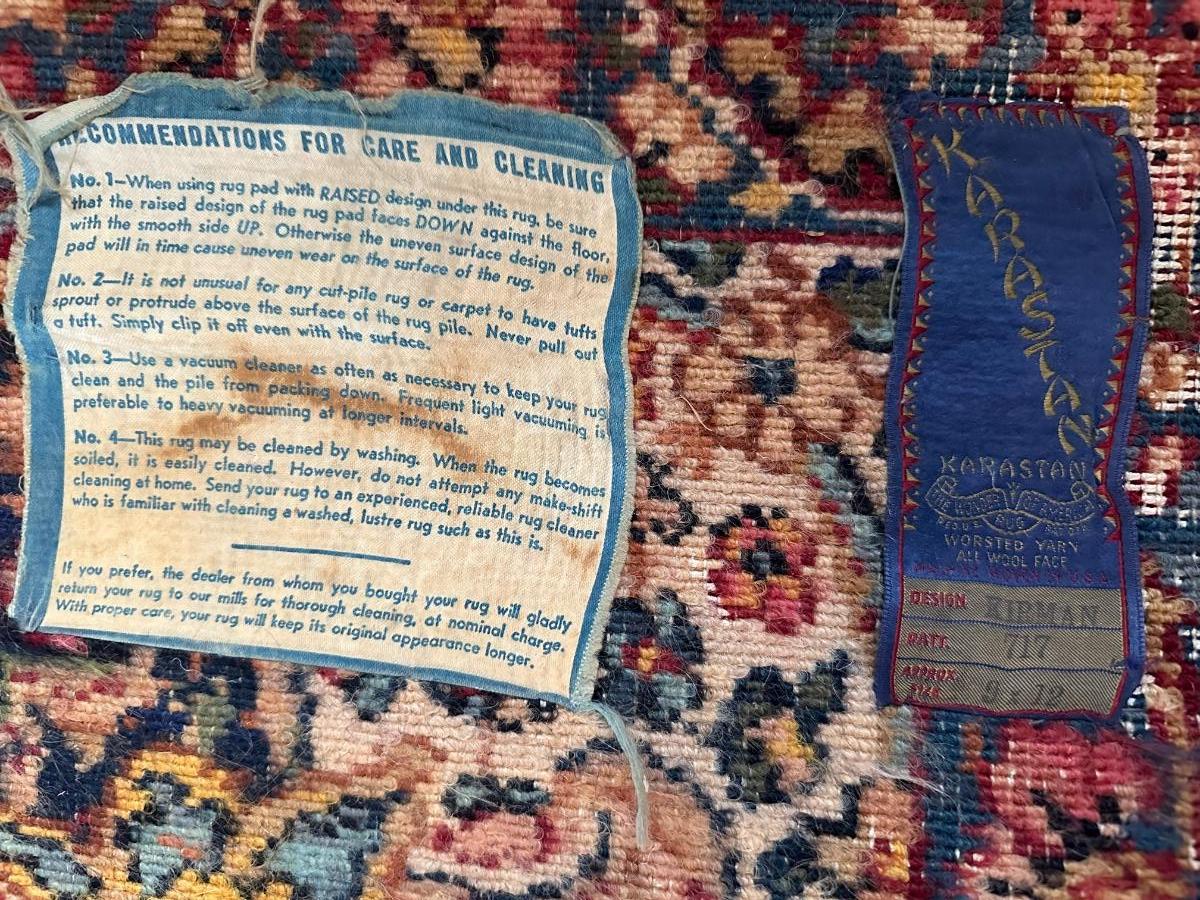 RECOMMENDATIONS FOR CARE AND CLEANING
No. 1—When using rug pad with RAISED design under this rug, be sure
that the raised design of the rug pad faces DOWN against the floor,
with the smooth side UP. Otherwise the uneven surface design of the
pad will in time cause uneven wear on the surface of the rug.
No. 2—It is not unusual for any cut-pile rug or carpet to have tufts
sprout or protrude above the surface of the rug pile. Never pull out
a tuft. Simply clip it off even with the surface.
No. 3—Use a vacuum cleaner as often as necessary to keep your rug
clean and the pile from packing down. Frequent light vacuuming is
preferable to heavy vacuuming at longer intervals.
No. 4—This rug may be cleaned by washing. When the rug becomes
soiled, it is easily cleaned. However, do not attempt any make-shift
cleaning at home. Send your rug to an experienced, reliable rug cleaner
who is familiar with cleaning a washed, lustre rug such as this is.
If you prefer, the dealer from whom you bought your rug will gladly
return your rug to our mills for thorough cleaning, at nominal charge.
With proper care, your rug will keep its original appearance longer.
KARASTAN
KARASTAN
WORSTED YARN
ALL WOOL FACE
U.S.A.
DESIGN KIRMAN
PATT. 717
APPROX.
SIZE 9 x 12